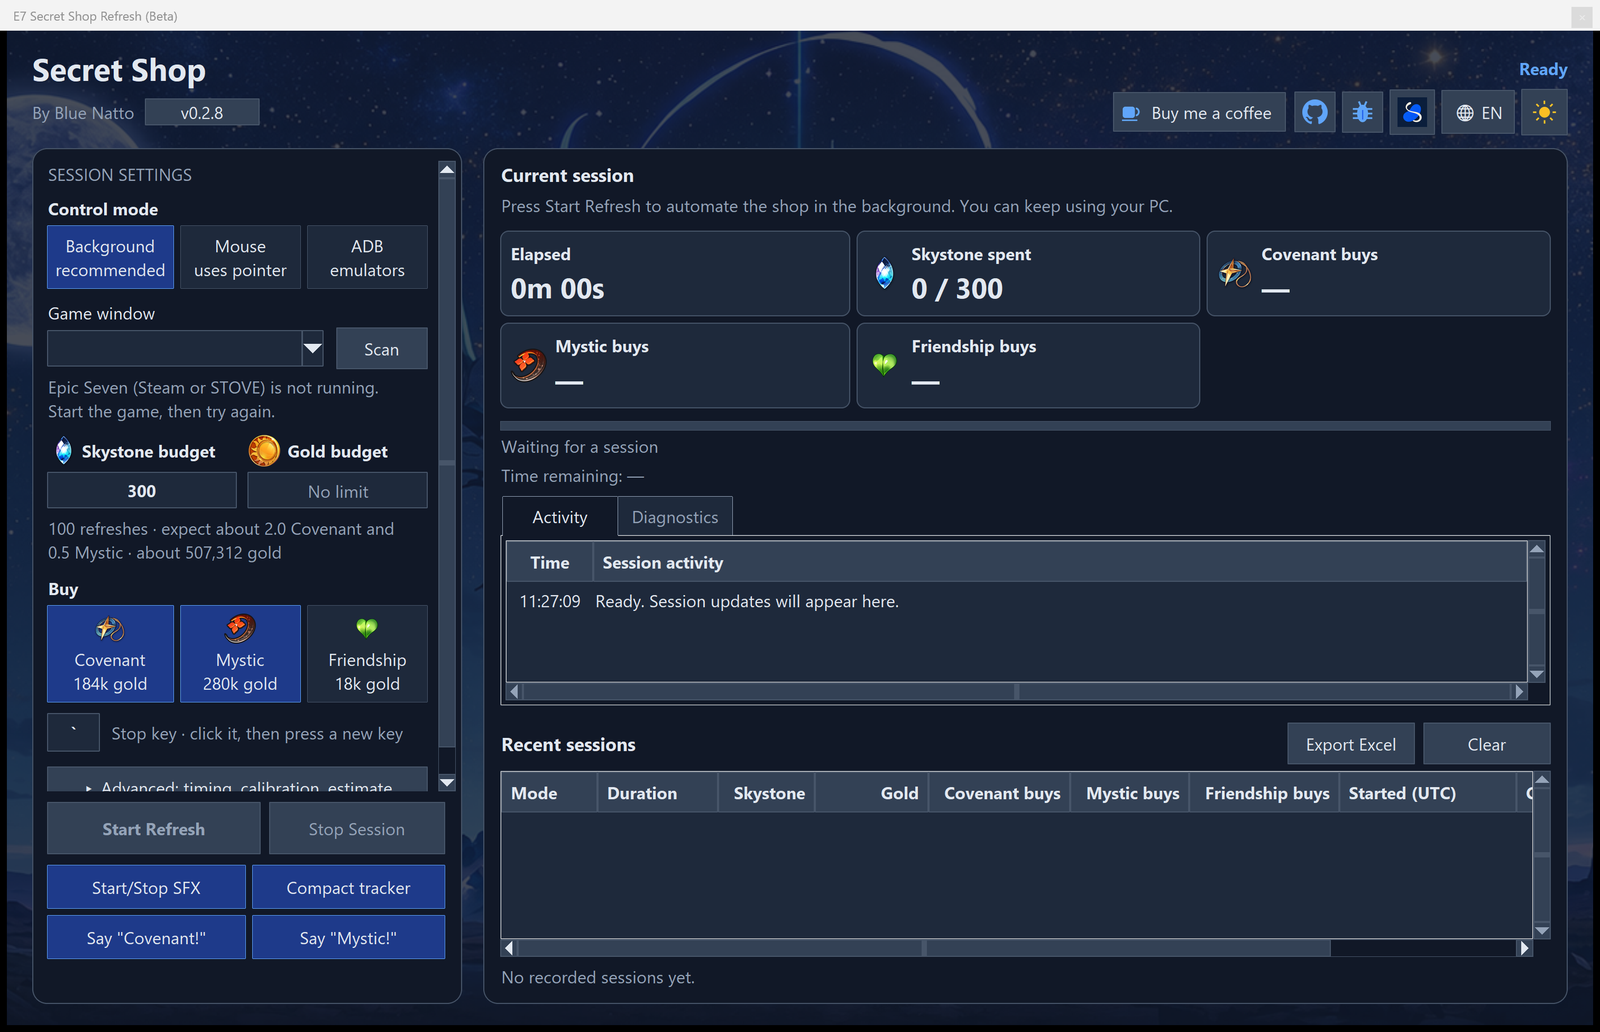 E7 Secret Shop Refresh (Beta)
Secret Shop
Ready
By Blue Natto
v0.2.8
Buy me a coffee
EN
SESSION SETTINGS
Control mode
Background
recommended
Mouse
uses pointer
ADB
emulators
Game window
Scan
Epic Seven (Steam or STOVE) is not running.
Start the game, then try again.
Skystone budget
Gold budget
300
No limit
100 refreshes · expect about 2.0 Covenant and
0.5 Mystic · about 507,312 gold
Buy
Covenant
184k gold
Mystic
280k gold
Friendship
18k gold
`
Stop key · click it, then press a new key
Advanced: timing, calibration, estimate
Start Refresh
Stop Session
Start/Stop SFX
Compact tracker
Say "Covenant!"
Say "Mystic!"
Current session
Press Start Refresh to automate the shop in the background. You can keep using your PC.
Elapsed
0m 00s
Skystone spent
0 / 300
Covenant buys
—
Mystic buys
—
Friendship buys
—
Waiting for a session
Time remaining: —
Activity
Diagnostics
Time
Session activity
11:27:09 Ready. Session updates will appear here.
Recent sessions
Export Excel
Clear
Mode
Duration
Skystone
Gold
Covenant buys
Mystic buys
Friendship buys
Started (UTC)
No recorded sessions yet.